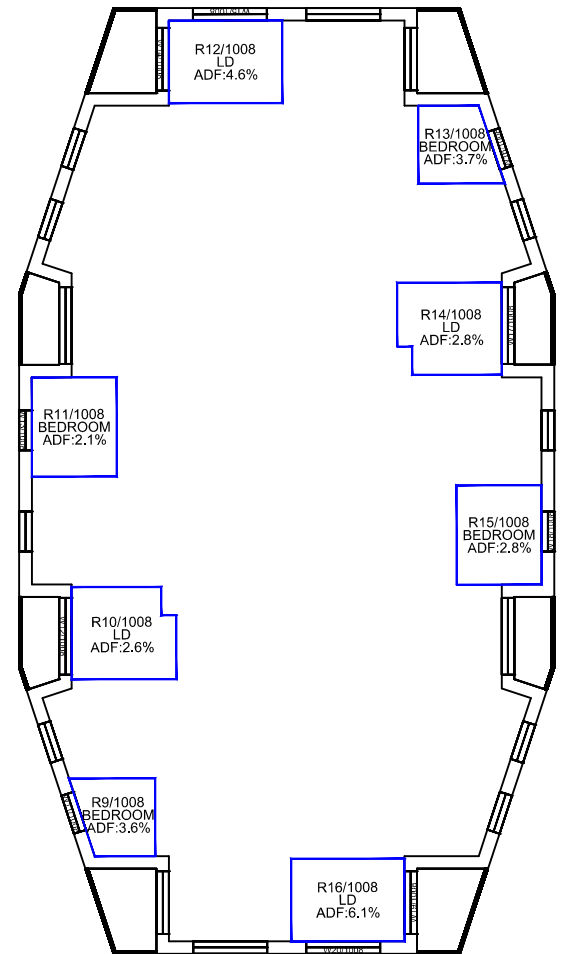 R12/1008
LD
ADF:4.6%
R13/1008
BEDROOM
ADF:3.7%
R14/1008
LD
ADF:2.8%
R11/1008
BEDROOM
ADF:2.1%
R15/1008
BEDROOM
ADF:2.8%
R10/1008
LD
ADF:2.6%
R9/1008
BEDROOM
ADF:3.6%
R16/1008
LD
ADF:6.1%
W20/1008